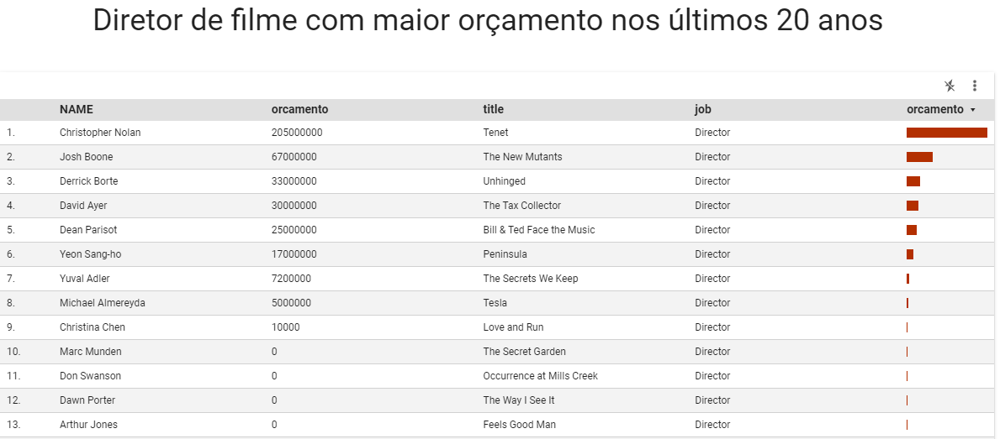 Diretor de filme com maior orçamento nos últimos 20 anos
NAME orcamento title job orcamento
1. Christopher Nolan 205000000 Tenet Director
2. Josh Boone 67000000 The New Mutants Director
3. Derrick Borte 33000000 Unhinged Director
4. David Ayer 30000000 The Tax Collector Director
5. Dean Parisot 25000000 Bill & Ted Face the Music Director
6. Yeon Sang-ho 17000000 Peninsula Director
7. Yuval Adler 7200000 The Secrets We Keep Director
8. Michael Almereyda 5000000 Tesla Director
9. Christina Chen 10000 Love and Run Director
10. Marc Munden 0 The Secret Garden Director
11. Don Swanson 0 Occurrence at Mills Creek Director
12. Dawn Porter 0 The Way I See It Director
13. Arthur Jones 0 Feels Good Man Director